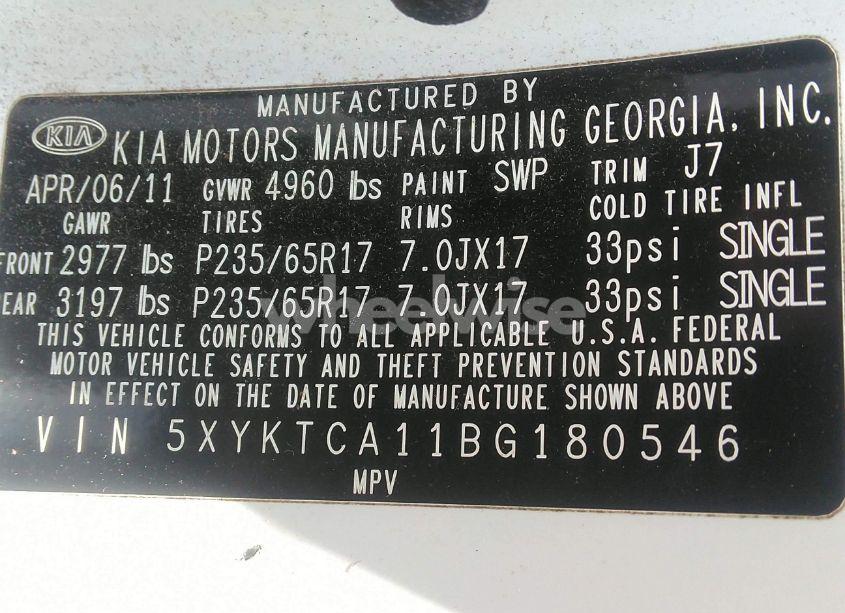 MANUFACTURED BY
KIA KIA MOTORS MANUFACTURING GEORGIA, INC.
APR/06/11 GVWR 4960 lbs PAINT SWP TRIM J7
GAWR TIRES RIMS COLD TIRE INFL
FRONT 2977 lbs P235/65R17 7.0JX17 33psi SINGLE
REAR 3197 lbs P235/65R17 7.0JX17 33psi SINGLE
wheelwise
THIS VEHICLE CONFORMS TO ALL APPLICABLE U.S.A. FEDERAL
MOTOR VEHICLE SAFETY AND THEFT PREVENTION STANDARDS
IN EFFECT ON THE DATE OF MANUFACTURE SHOWN ABOVE
VIN 5XYKTCA11BG180546
MPV